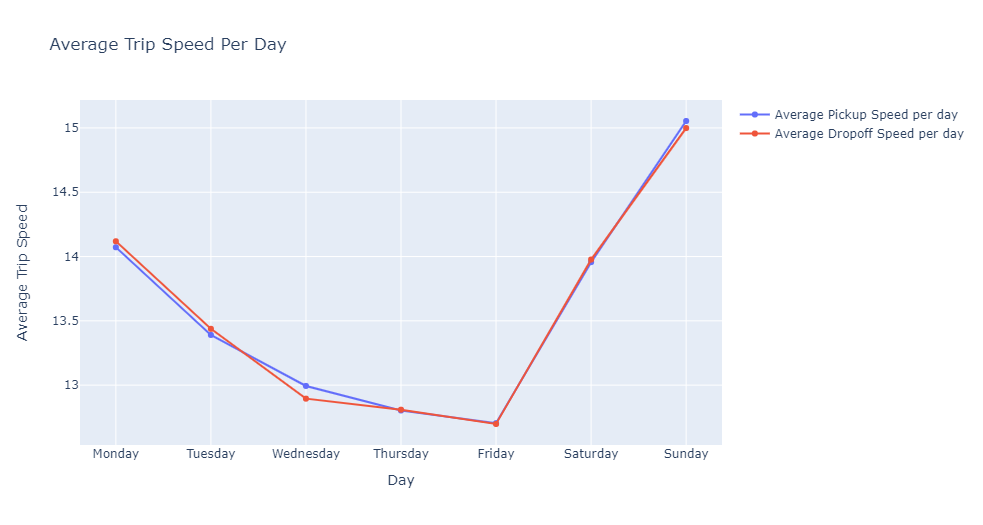 Average Trip Speed Per Day
Average Pickup Speed per day
Average Dropoff Speed per day
Average Trip Speed
15
14.5
14
13.5
13
Monday Tuesday Wednesday Thursday Friday Saturday Sunday
Day